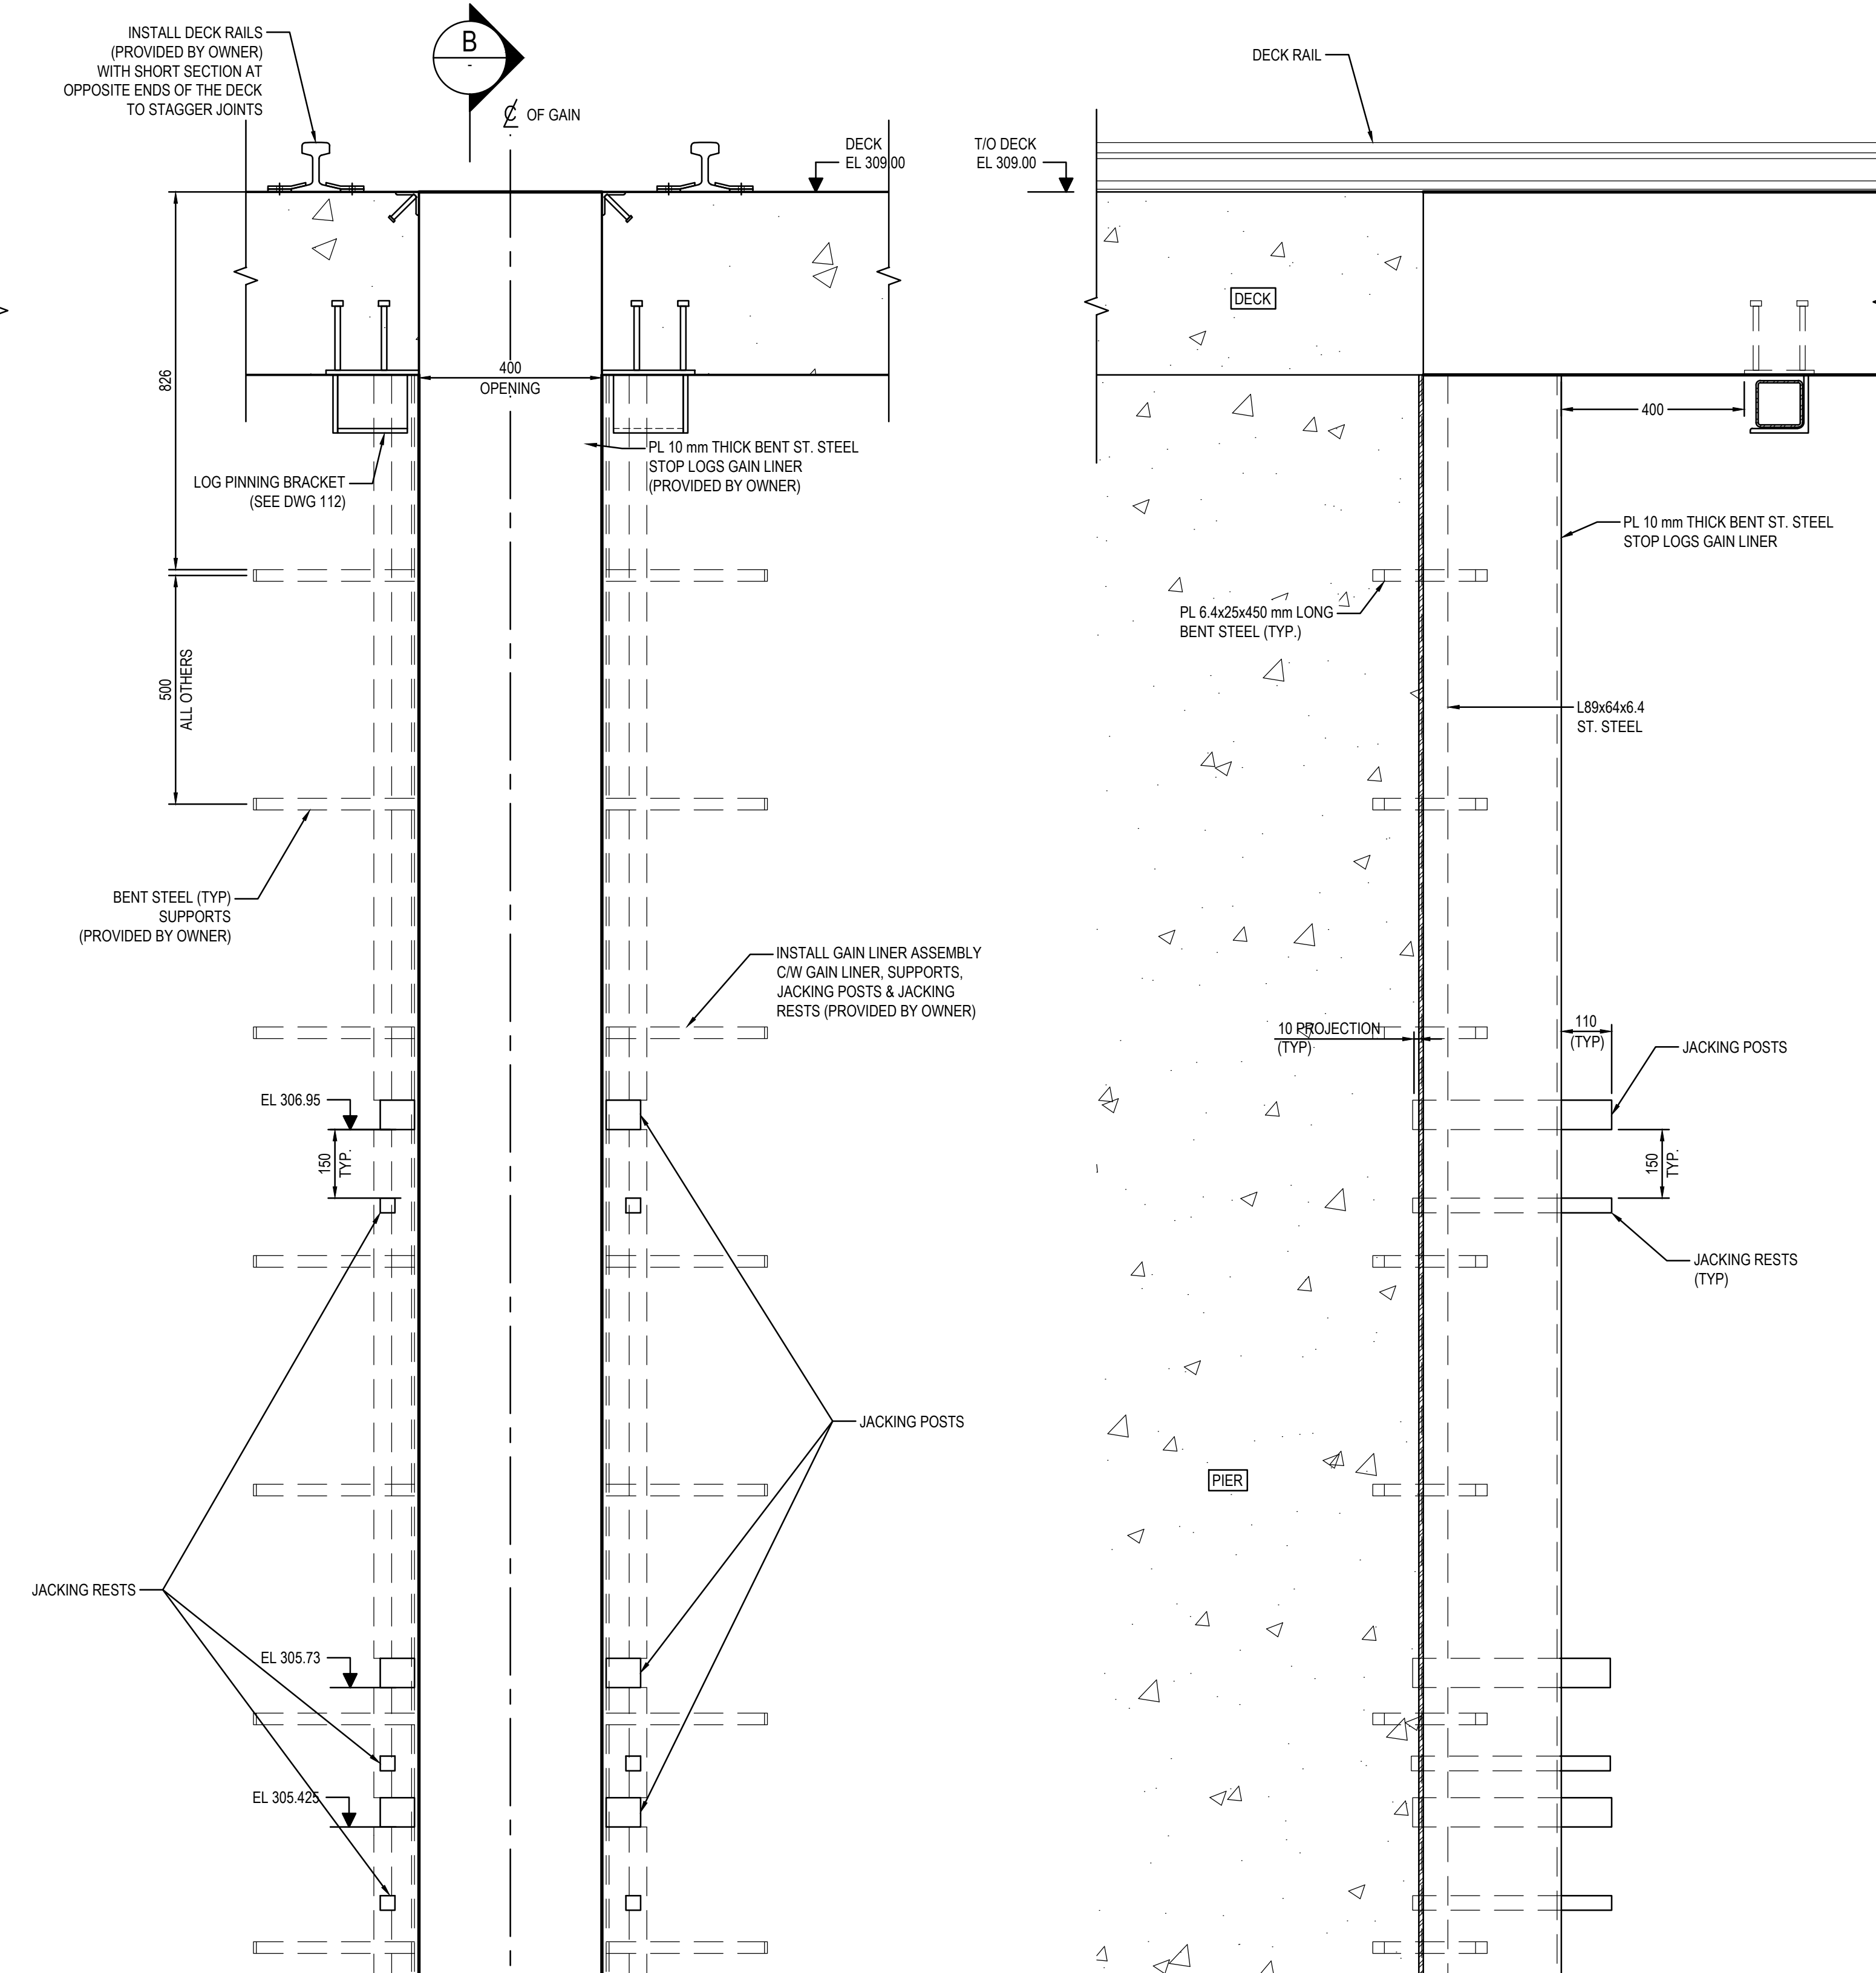 INSTALL DECK RAILS
(PROVIDED BY OWNER)
WITH SHORT SECTION AT
OPPOSITE ENDS OF THE DECK
TO STAGGER JOINTS
B
-
℄ OF GAIN
DECK
EL 309.00
T/O DECK
EL 309.00
DECK RAIL
DECK
826
400
OPENING
400
LOG PINNING BRACKET
(SEE DWG 112)
PL 10 mm THICK BENT ST. STEEL
STOP LOGS GAIN LINER
(PROVIDED BY OWNER)
PL 10 mm THICK BENT ST. STEEL
STOP LOGS GAIN LINER
PL 6.4x25x450 mm LONG
BENT STEEL (TYP.)
500
ALL OTHERS
L89x64x6.4
ST. STEEL
BENT STEEL (TYP)
SUPPORTS
(PROVIDED BY OWNER)
INSTALL GAIN LINER ASSEMBLY
C/W GAIN LINER, SUPPORTS,
JACKING POSTS & JACKING
RESTS (PROVIDED BY OWNER)
10 PROJECTION
(TYP)
110
(TYP)
JACKING POSTS
EL 306.95
150
TYP.
150
TYP.
JACKING RESTS
(TYP)
JACKING POSTS
PIER
JACKING RESTS
EL 305.73
EL 305.425